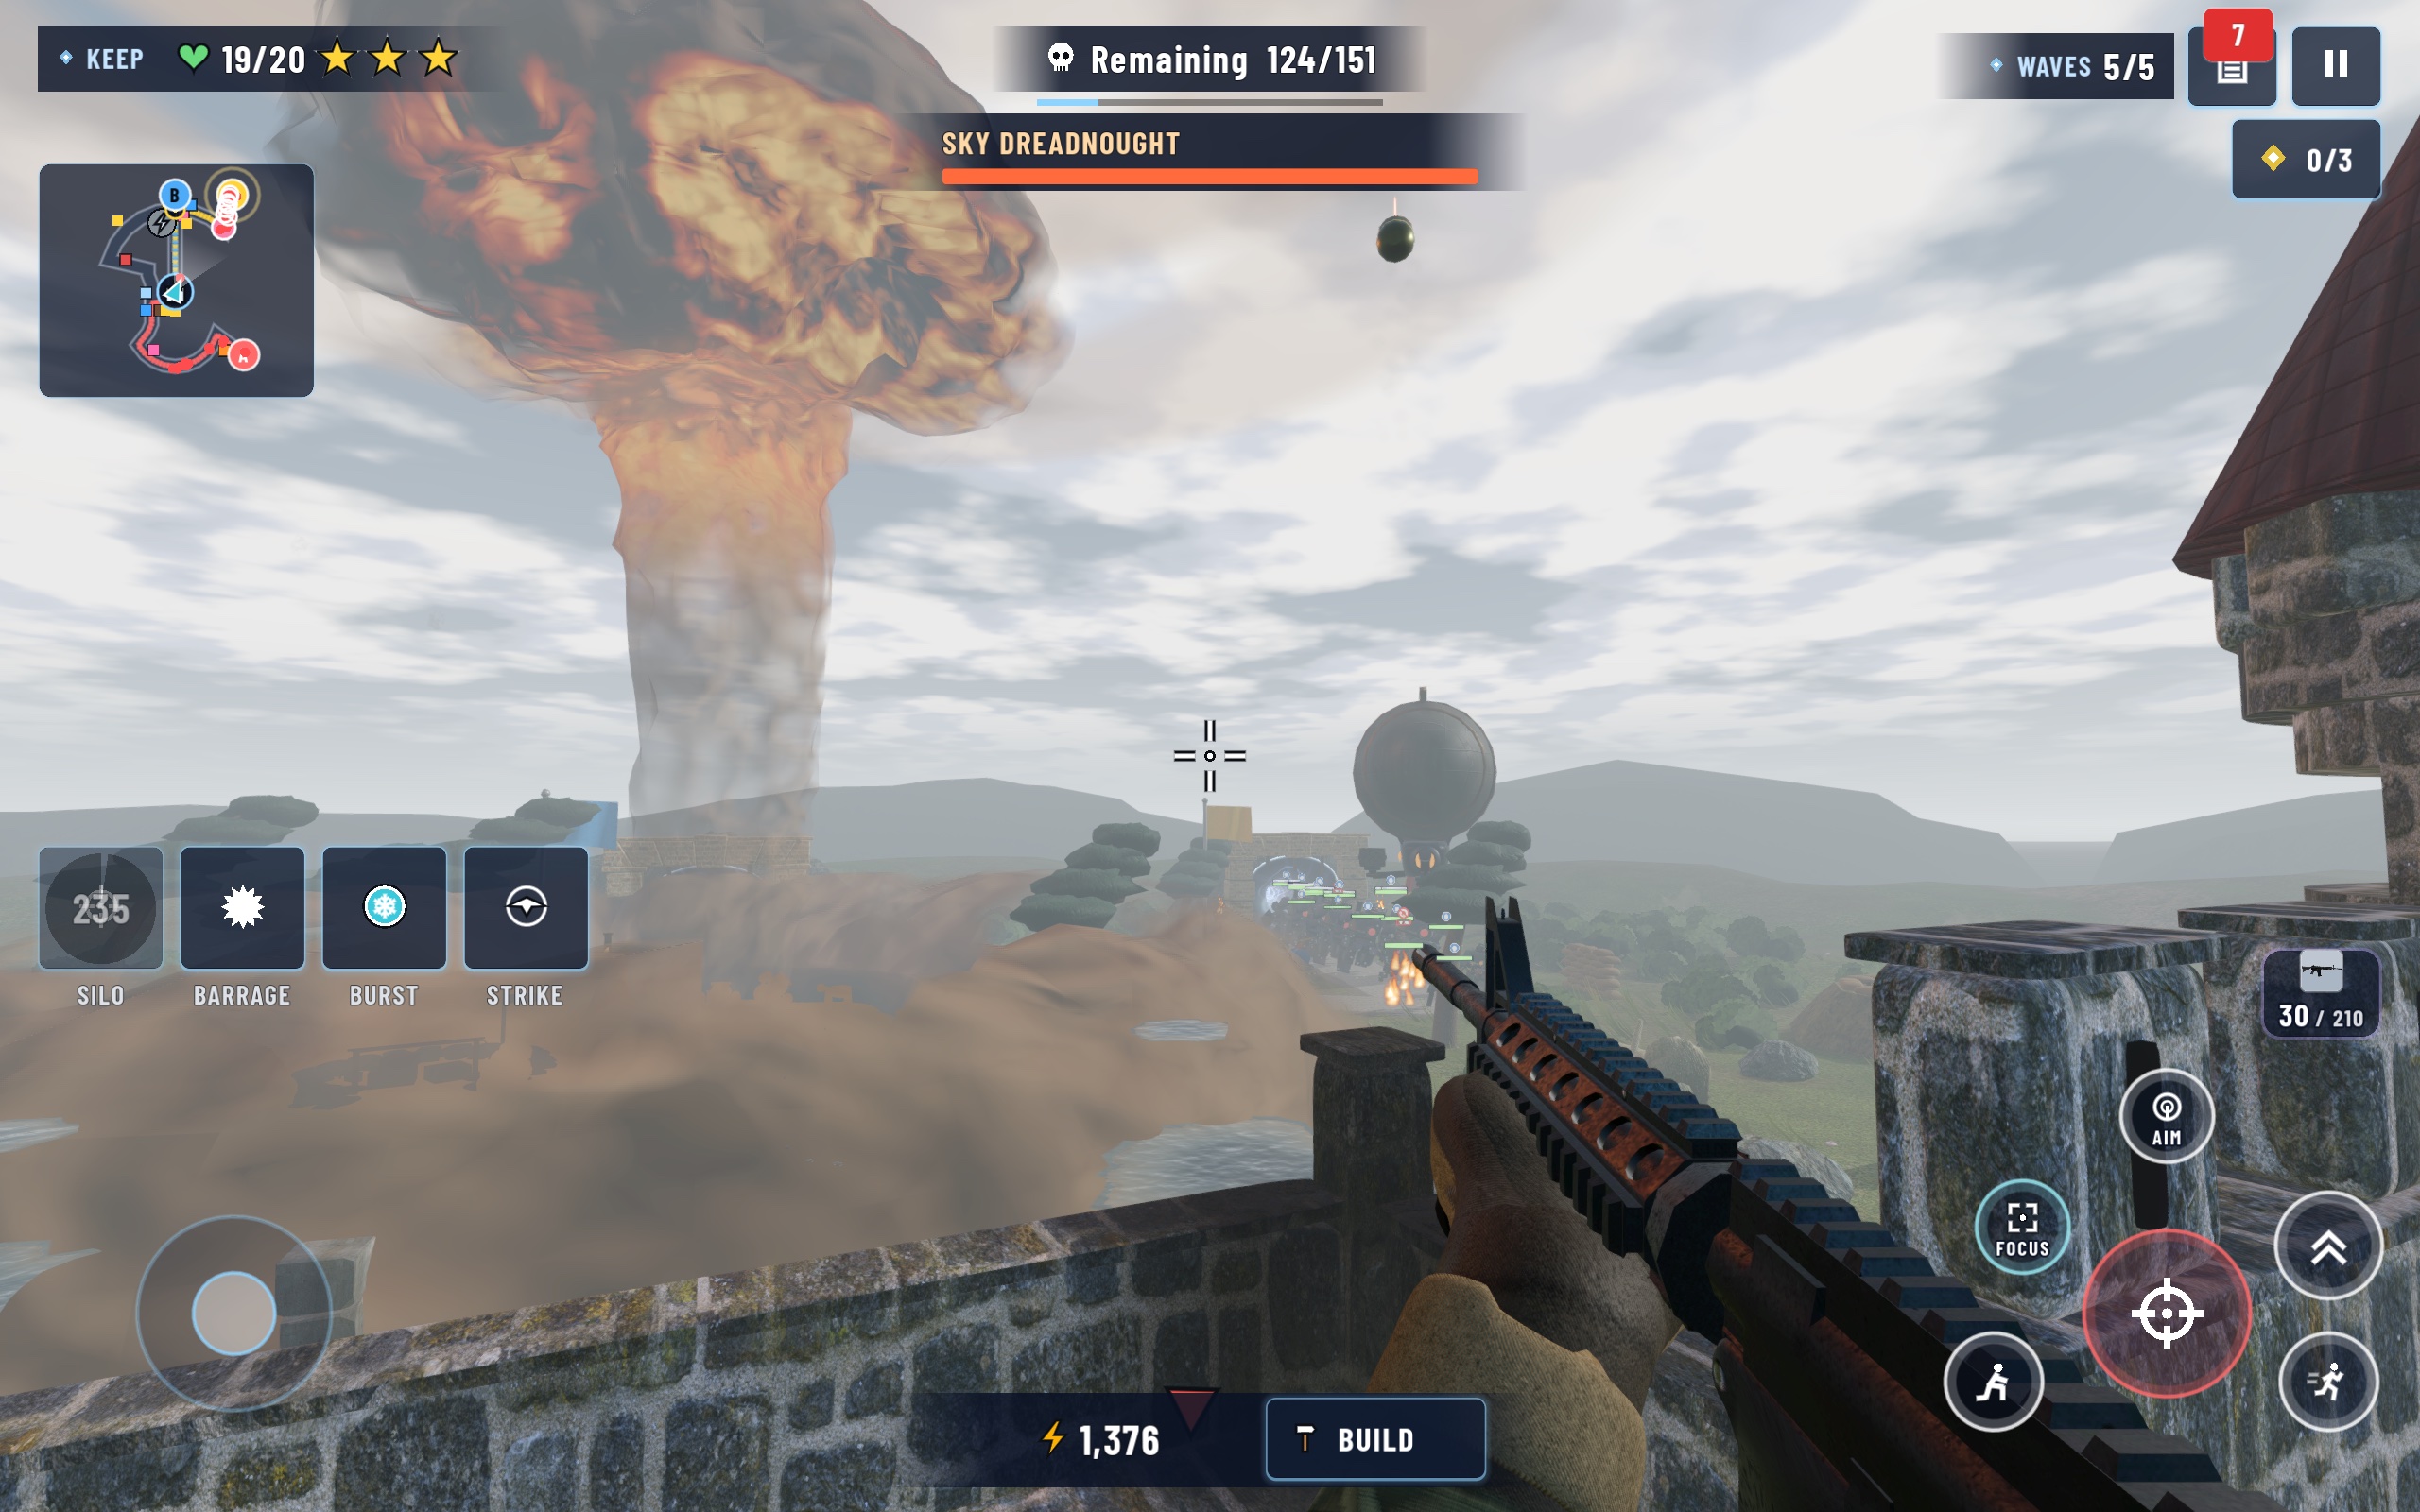 KEEP 19/20
Remaining 124/151
WAVES 5/5
7
SKY DREADNOUGHT
0/3
B
235
SILO
BARRAGE
BURST
STRIKE
30 / 210
AIM
FOCUS
1,376
BUILD